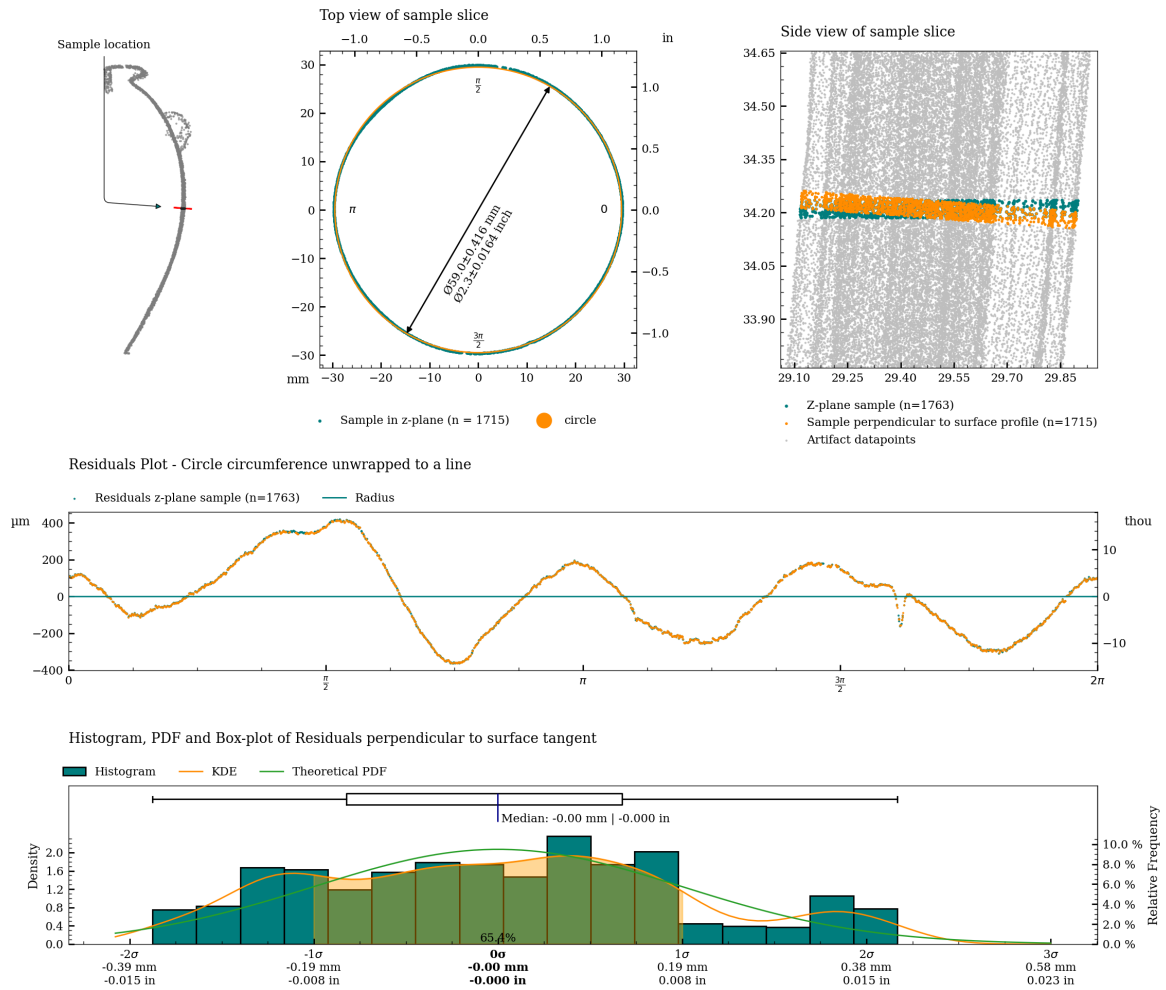 Sample location
Top view of sample slice
−1.0 −0.5 0.0 0.5 1.0 in
30
20
10
0
−10
−20
−30
mm
−30 −20 −10 0 10 20 30
1.0
0.5
0.0
−0.5
−1.0
π/2
π
0
3π/2
Ø59.0±0.416 mm
Ø2.3±0.0164 inch
Sample in z-plane (n = 1715) circle
Side view of sample slice
34.65
34.50
34.35
34.20
34.05
33.90
29.10 29.25 29.40 29.55 29.70 29.85
Z-plane sample (n=1763)
Sample perpendicular to surface profile (n=1715)
Artifact datapoints
Residuals Plot - Circle circumference unwrapped to a line
Residuals z-plane sample (n=1763) Radius
µm
400
200
0
−200
−400
thou
10
0
−10
0 π/2 π 3π/2 2π
Histogram, PDF and Box-plot of Residuals perpendicular to surface tangent
Histogram KDE Theoretical PDF
Median: -0.00 mm | -0.000 in
Density
2.0
1.6
1.2
0.8
0.4
0.0
Relative Frequency
10.0 %
8.0 %
6.0 %
4.0 %
2.0 %
0.0 %
65.4%
-2σ -1σ 0σ 1σ 2σ 3σ
-0.39 mm -0.19 mm -0.00 mm 0.19 mm 0.38 mm 0.58 mm
-0.015 in -0.008 in -0.000 in 0.008 in 0.015 in 0.023 in